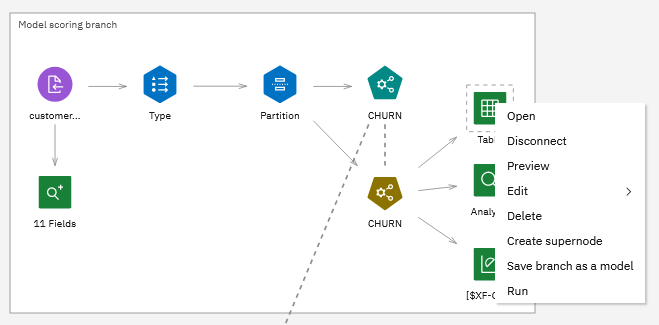 Model scoring branch
customer...
Type
Partition
CHURN
11 Fields
CHURN
Tab
Analy
[$XF-
Open
Disconnect
Preview
Edit
Delete
Create supernode
Save branch as a model
Run